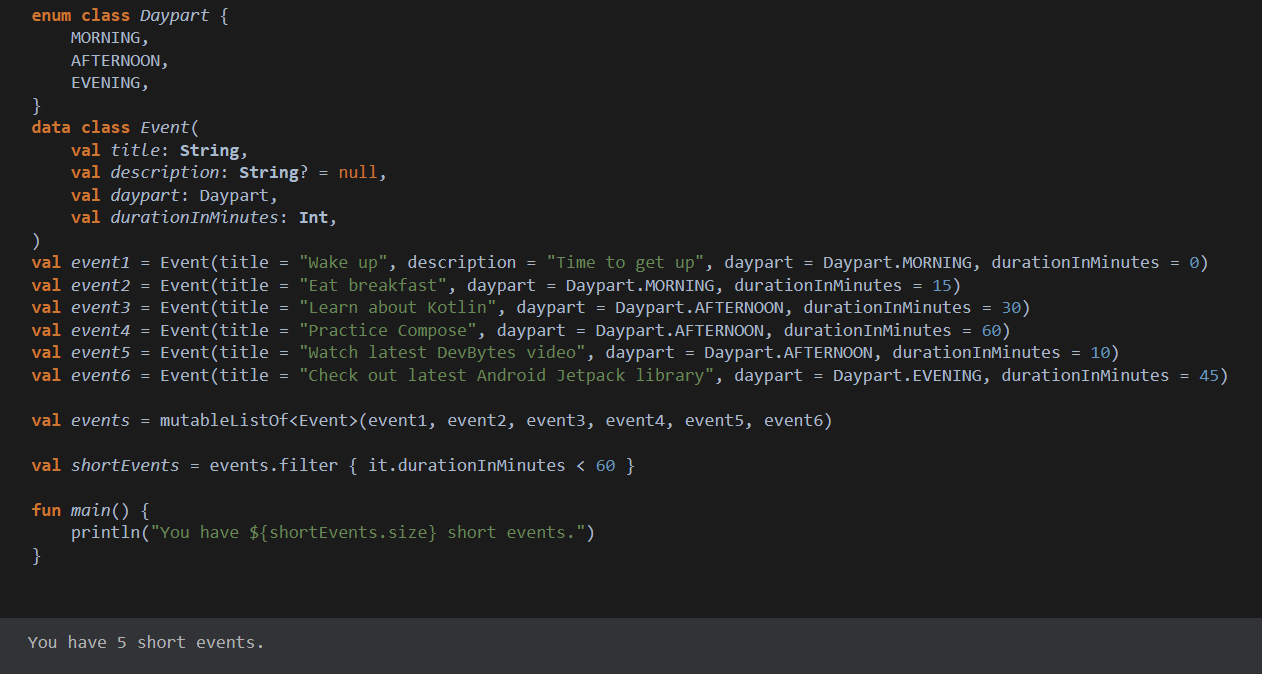 enum class Daypart {
    MORNING,
    AFTERNOON,
    EVENING,
}
data class Event(
    val title: String,
    val description: String? = null,
    val daypart: Daypart,
    val durationInMinutes: Int,
)
val event1 = Event(title = "Wake up", description = "Time to get up", daypart = Daypart.MORNING, durationInMinutes = 0)
val event2 = Event(title = "Eat breakfast", daypart = Daypart.MORNING, durationInMinutes = 15)
val event3 = Event(title = "Learn about Kotlin", daypart = Daypart.AFTERNOON, durationInMinutes = 30)
val event4 = Event(title = "Practice Compose", daypart = Daypart.AFTERNOON, durationInMinutes = 60)
val event5 = Event(title = "Watch latest DevBytes video", daypart = Daypart.AFTERNOON, durationInMinutes = 10)
val event6 = Event(title = "Check out latest Android Jetpack library", daypart = Daypart.EVENING, durationInMinutes = 45)

val events = mutableListOf<Event>(event1, event2, event3, event4, event5, event6)

val shortEvents = events.filter { it.durationInMinutes < 60 }

fun main() {
    println("You have ${shortEvents.size} short events.")
}

You have 5 short events.